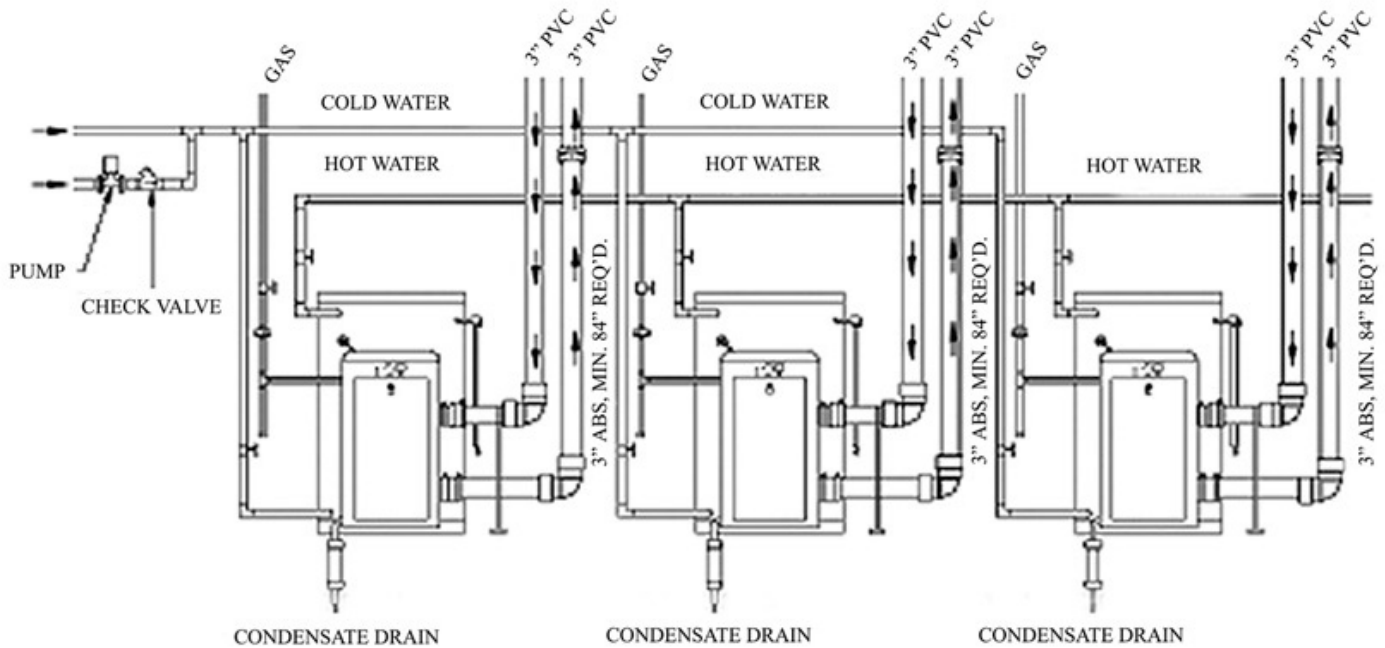 3” PVC
3” PVC
GAS
COLD WATER
HOT WATER
PUMP
CHECK VALVE
3” ABS, MIN. 84” REQ’D.
CONDENSATE DRAIN
3” PVC
3” PVC
GAS
COLD WATER
HOT WATER
3” ABS, MIN. 84” REQ’D.
CONDENSATE DRAIN
3” PVC
3” PVC
GAS
HOT WATER
3” ABS, MIN. 84” REQ’D.
CONDENSATE DRAIN